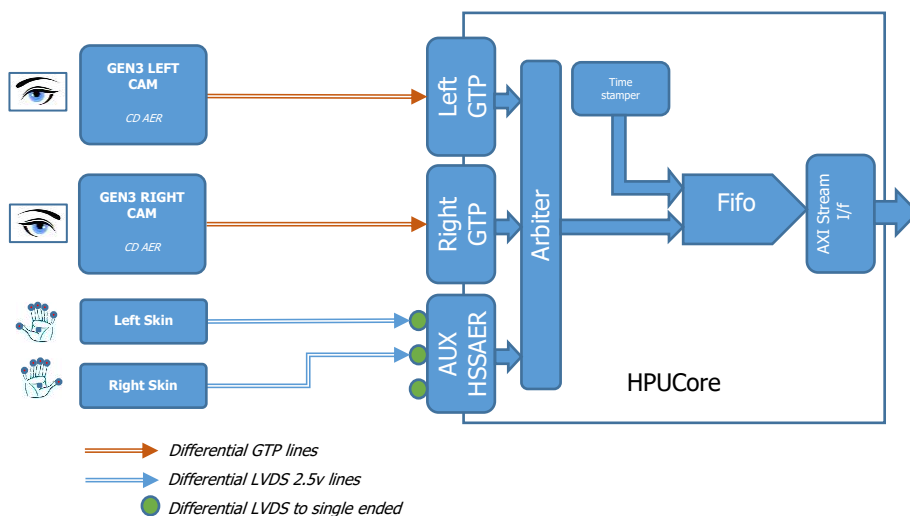 GEN3 LEFT
CAM
CD AER
Left
GTP
Time
stamper
GEN3 RIGHT
CAM
CD AER
Right
GTP
Arbiter
Fifo
AXI Stream
I/f
Left Skin
AUX
HSSAER
Right Skin
HPUCore
Differential GTP lines
Differential LVDS 2.5v lines
Differential LVDS to single ended